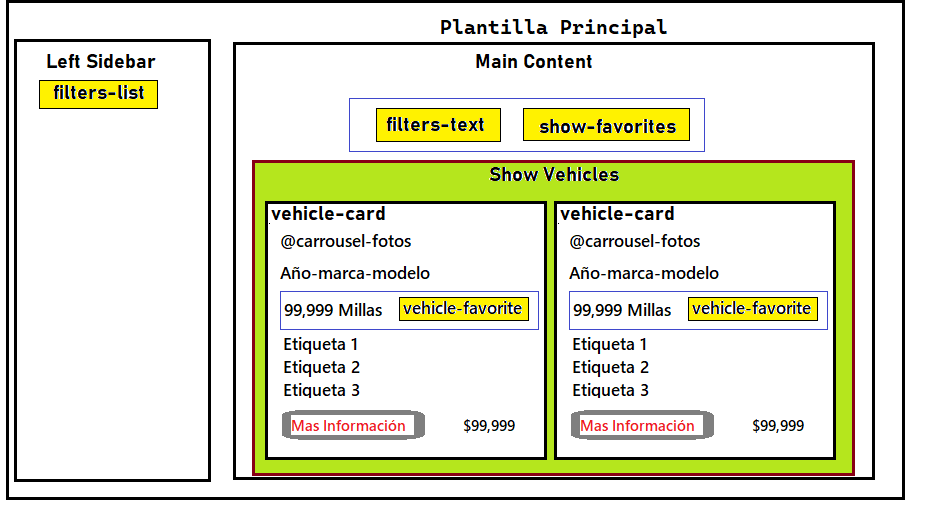 Plantilla Principal
Left Sidebar
filters-list
Main Content
filters-text
show-favorites
Show Vehicles
vehicle-card
@carrousel-fotos
Año-marca-modelo
99,999 Millas
vehicle-favorite
Etiqueta 1
Etiqueta 2
Etiqueta 3
Mas Información
$99,999
vehicle-card
@carrousel-fotos
Año-marca-modelo
99,999 Millas
vehicle-favorite
Etiqueta 1
Etiqueta 2
Etiqueta 3
Mas Información
$99,999